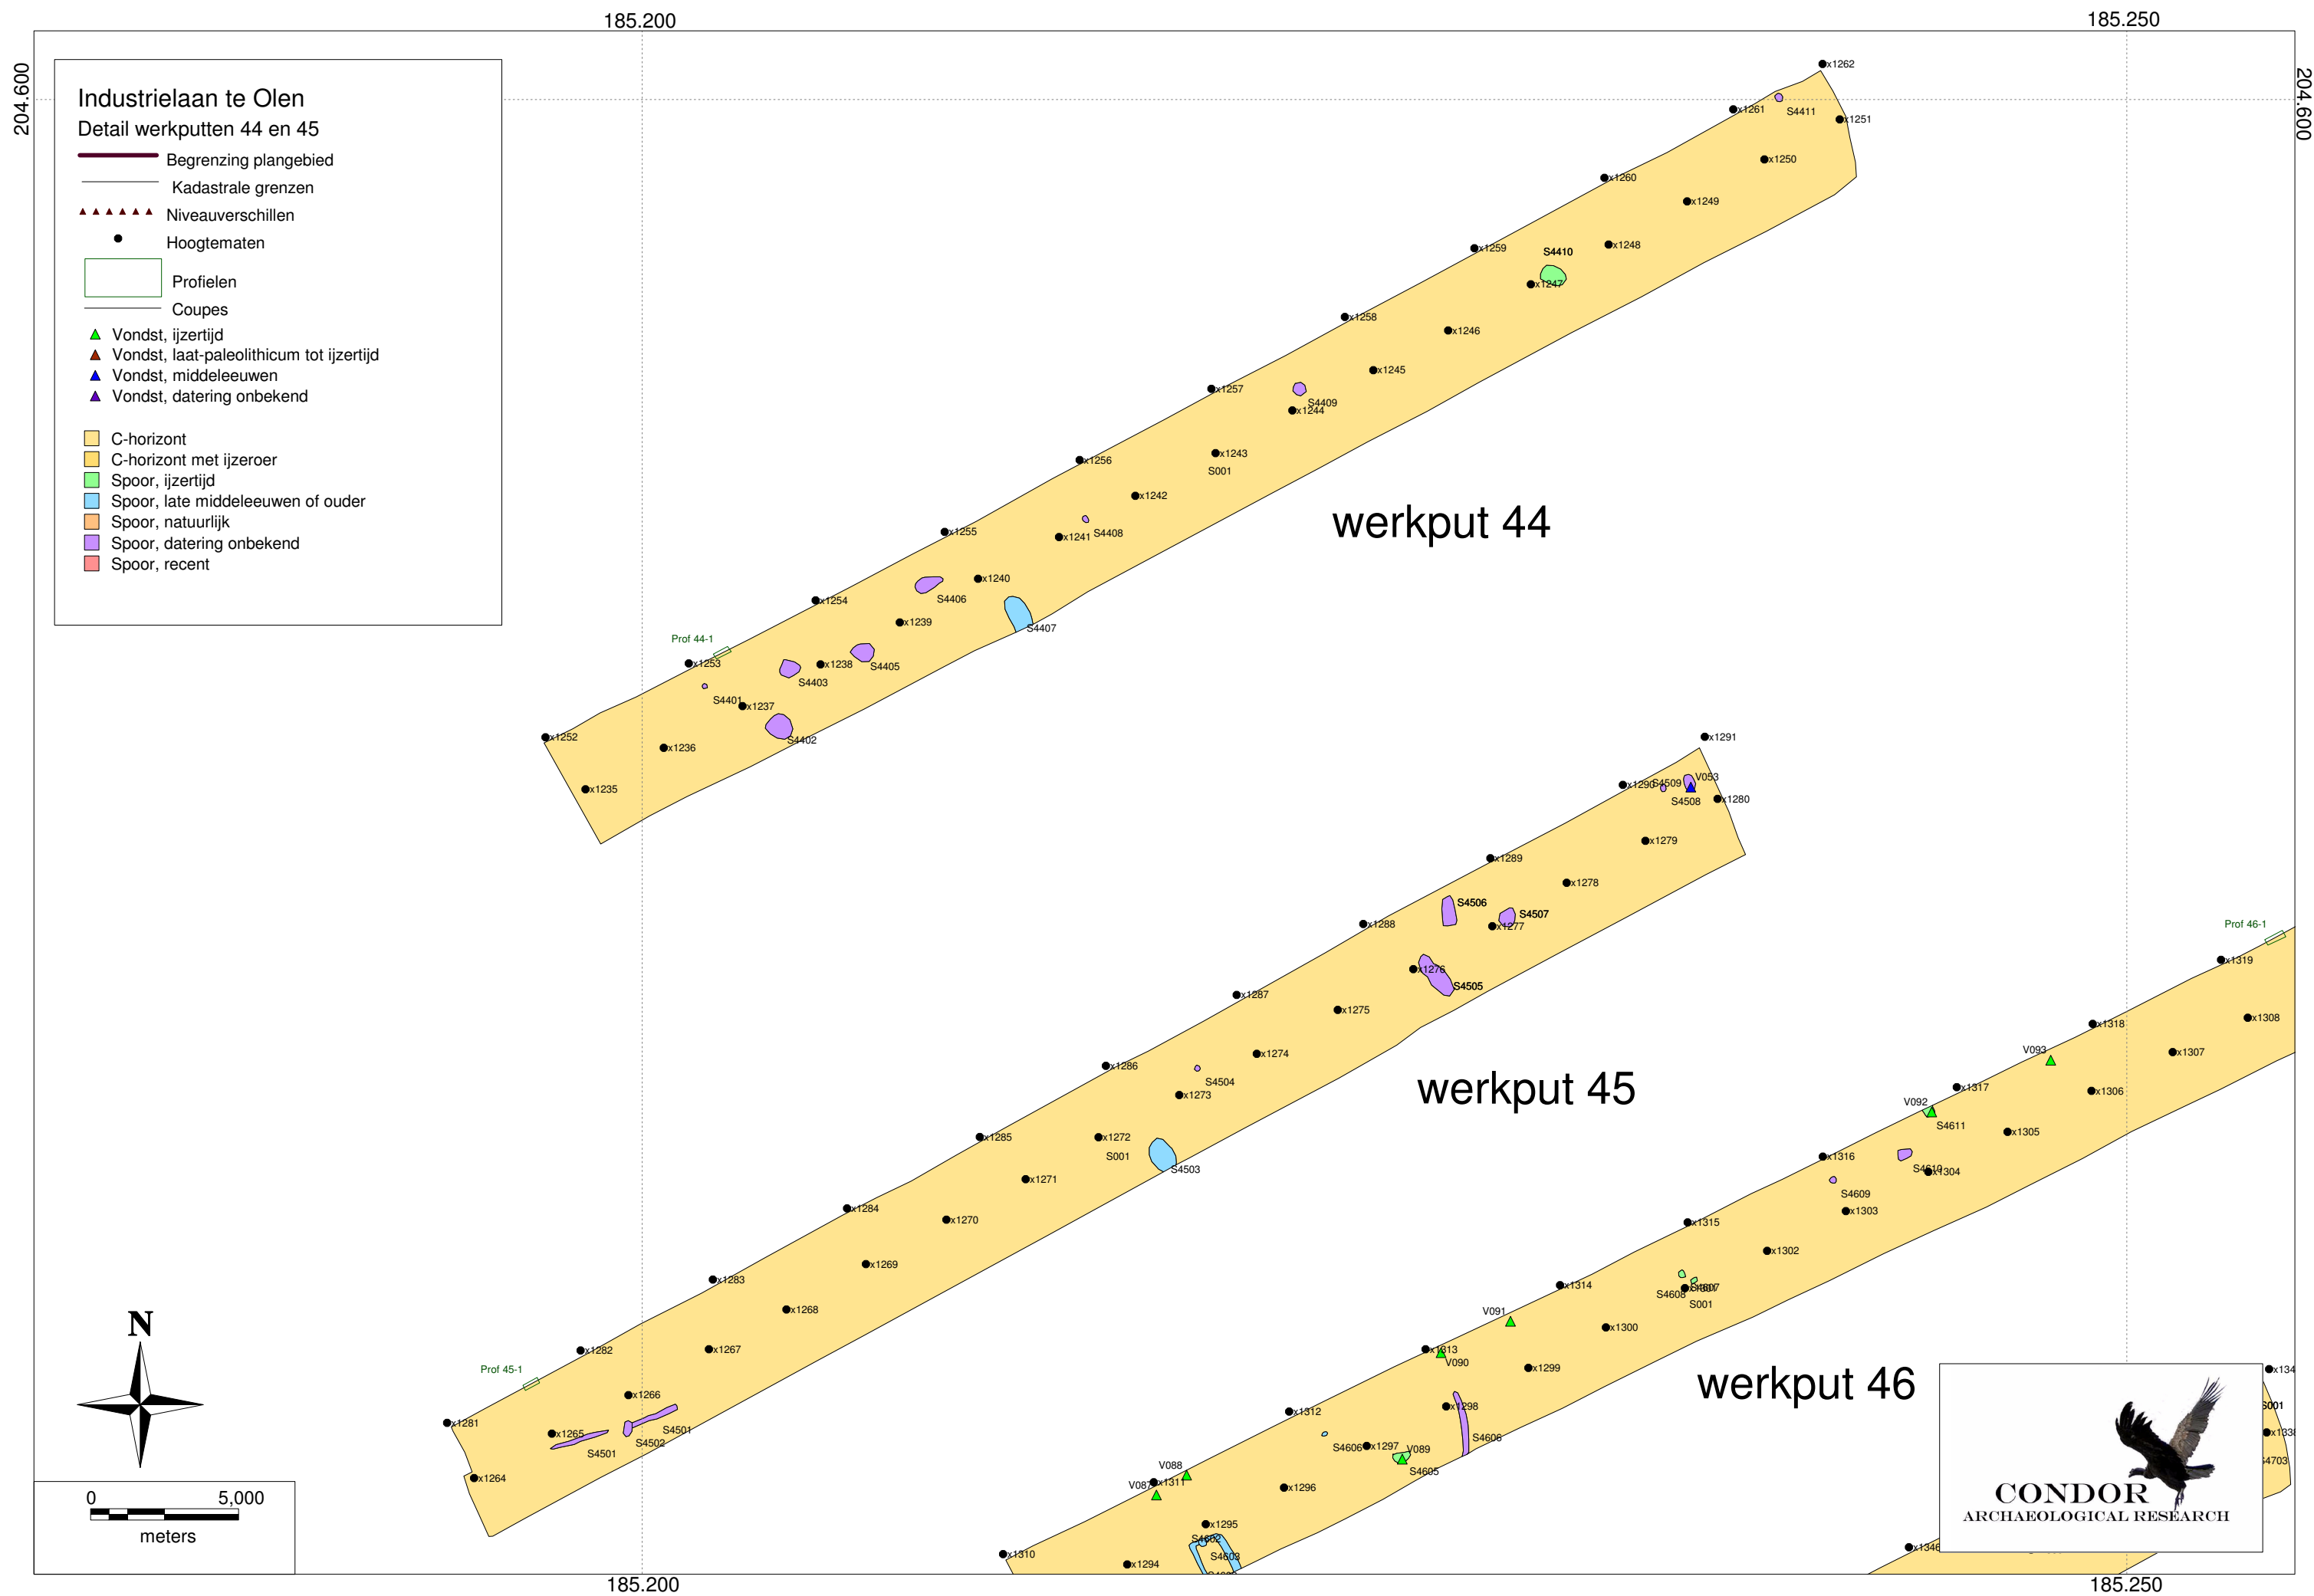 185.200
185.250
204.600
204.600
Industrielaan te Olen
Detail werkputten 44 en 45
Begrenzing plangebied
Kadastrale grenzen
Niveauverschillen
Hoogtematen
Profielen
Coupes
Vondst, ijzertijd
Vondst, laat-paleolithicum tot ijzertijd
Vondst, middeleeuwen
Vondst, datering onbekend
C-horizont
C-horizont met ijzeroer
Spoor, ijzertijd
Spoor, late middeleeuwen of ouder
Spoor, natuurlijk
Spoor, datering onbekend
Spoor, recent
x1262
x1261
S4411
x1251
x1250
x1260
x1249
x1259
x1248
S4410
x1247
x1258
x1246
x1245
x1257
S4409
x1244
x1243
S001
x1256
x1242
werkput 44
x1255
x1241
S4408
x1240
S4406
x1254
x1239
S4407
Prof 44-1
x1253
x1238
S4405
S4403
S4401
x1237
S4402
x1252
x1236
x1235
x1291
x1290
S4509
V053
S4508
x1280
x1279
x1289
x1278
S4506
S4507
x1277
x1288
x1276
S4505
x1287
x1275
x1274
x1286
S4504
x1273
werkput 45
x1285
x1272
S001
S4503
x1271
x1284
x1270
x1269
x1283
x1268
x1282
x1267
Prof 45-1
x1266
x1281
x1265
S4501
S4502
S4501
x1264
Prof 46-1
x1319
x1308
x1318
V093
x1307
x1317
x1306
V092
S4611
x1305
x1316
S4610
x1304
S4609
x1303
x1315
x1302
x1314
S4607
S4608
S001
V091
x1300
x1313
V090
x1299
werkput 46
x1312
x1298
S4606
S4606
x1297
V089
S4605
V088
x1311
V087
x1296
x1295
S4602
S4603
x1310
x1294
x134
S001
x1338
S4703
x1346
N
0
5,000
meters
CONDOR
ARCHAEOLOGICAL RESEARCH
185.200
185.250